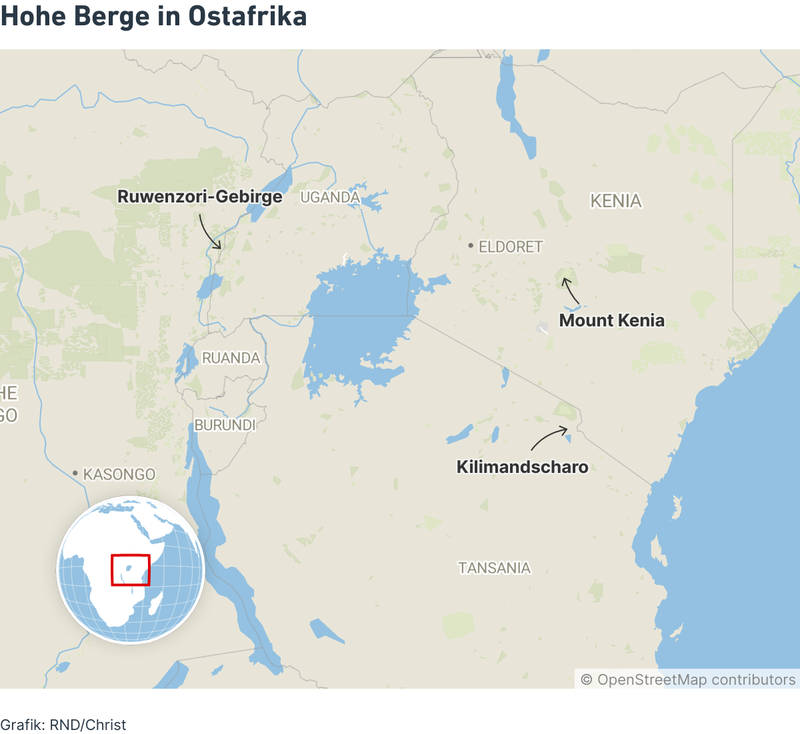 Hohe Berge in Ostafrika
Ruwenzori-Gebirge
UGANDA
KENIA
ELDORET
Mount Kenia
RUANDA
HE
GO
BURUNDI
Kilimandscharo
KASONGO
TANSANIA
© OpenStreetMap contributors
Grafik: RND/Christ